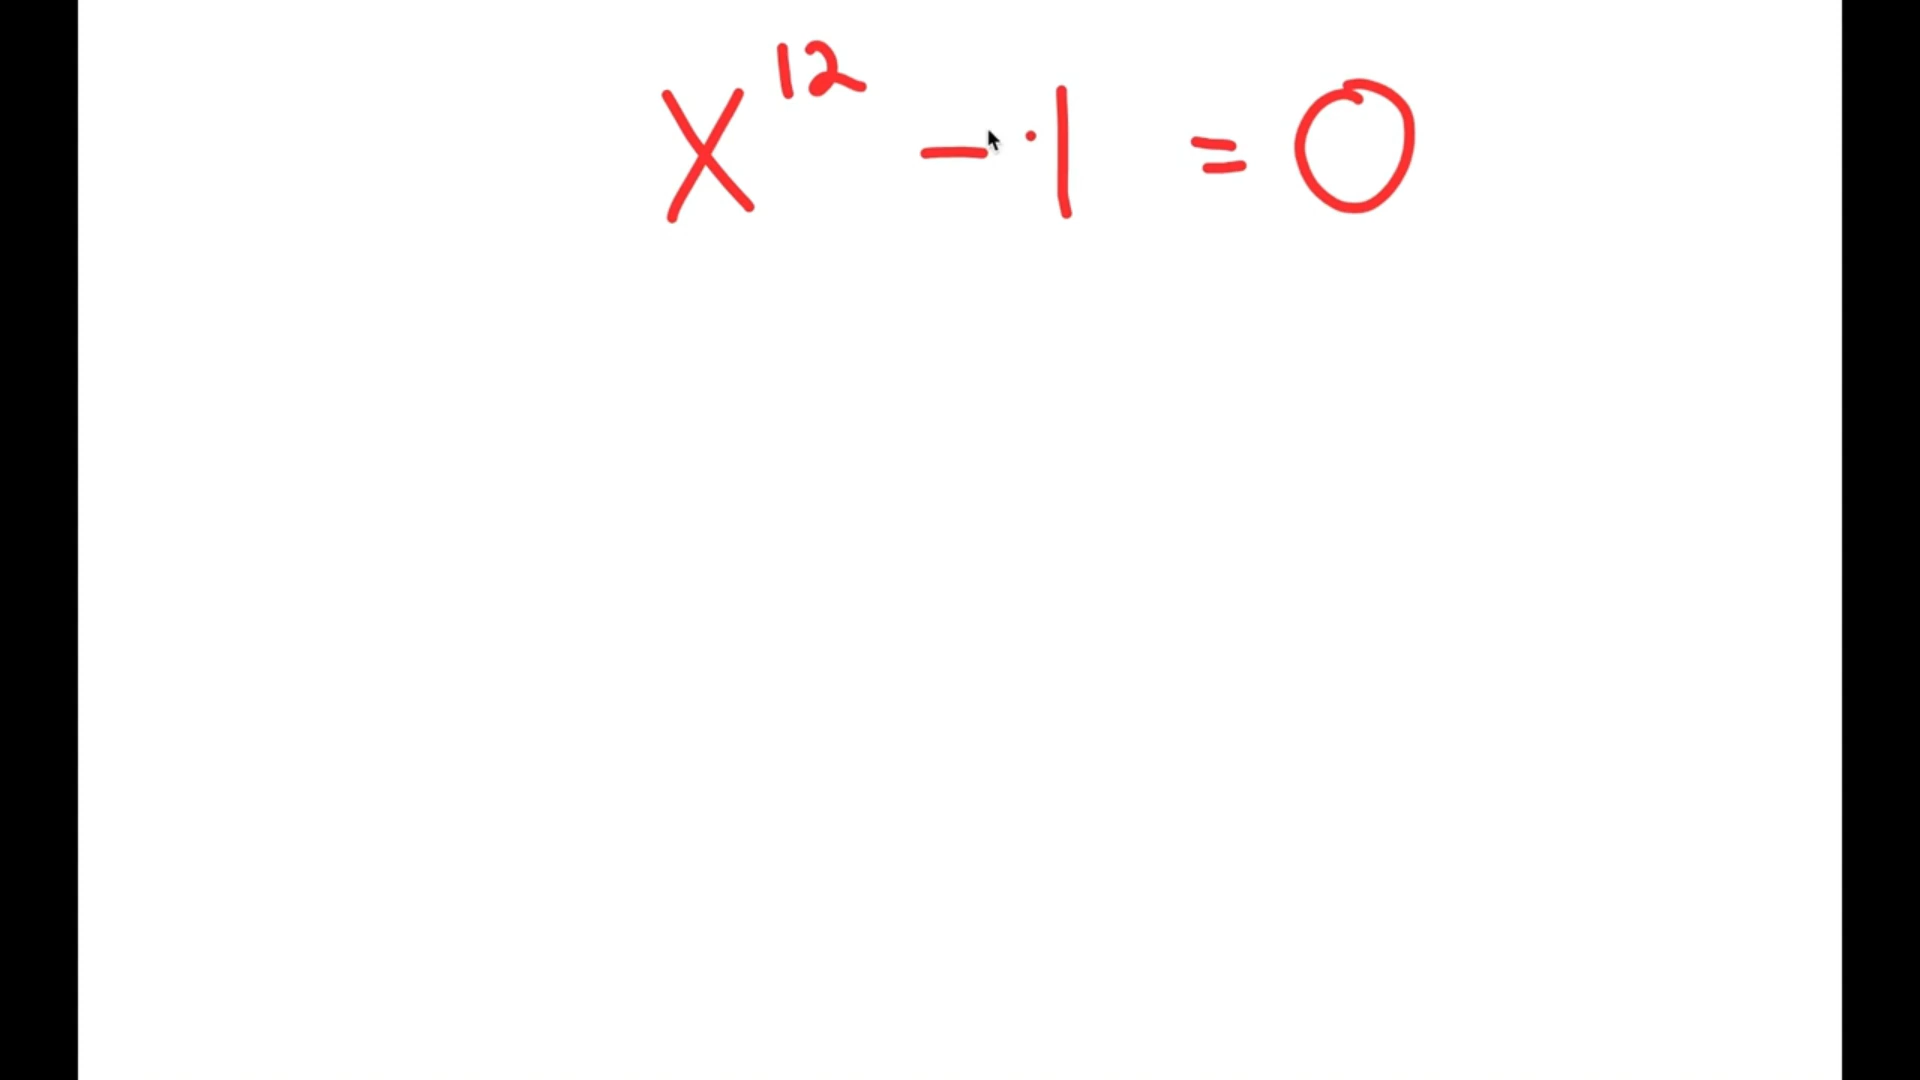 x¹² - 1 = 0